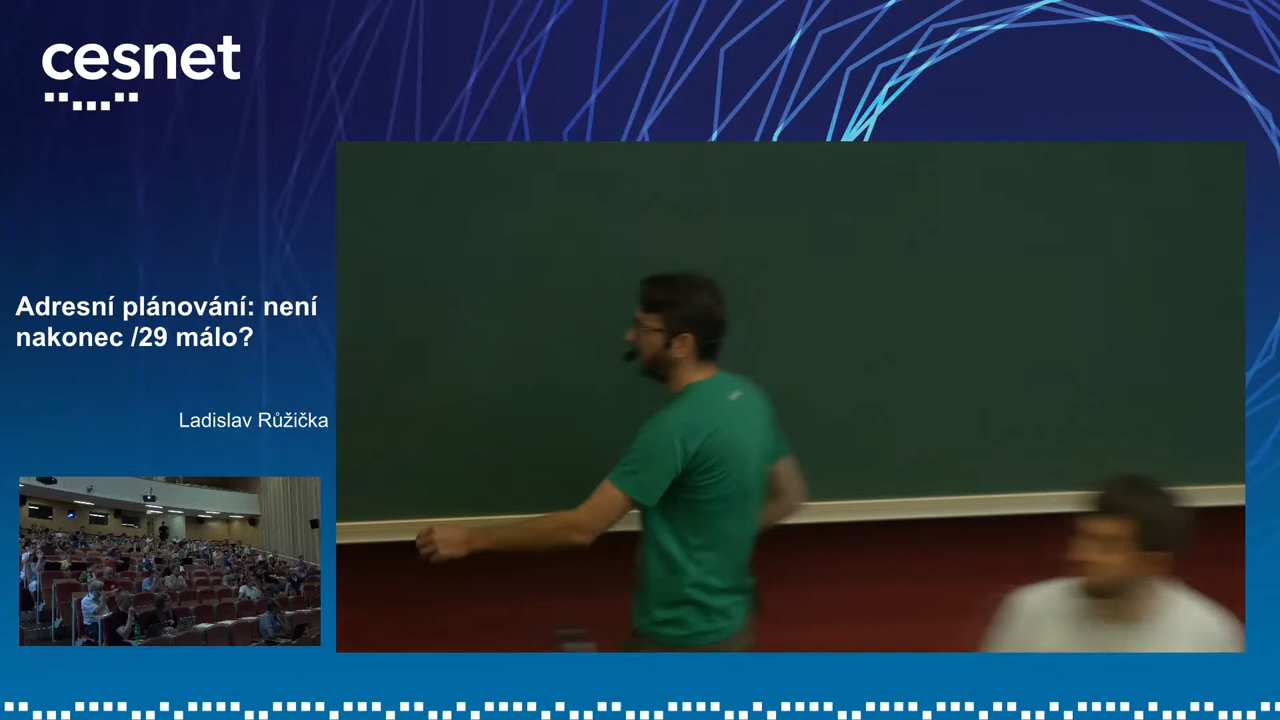 cesnet
Adresní plánování: není
nakonec /29 málo?
Ladislav Růžička